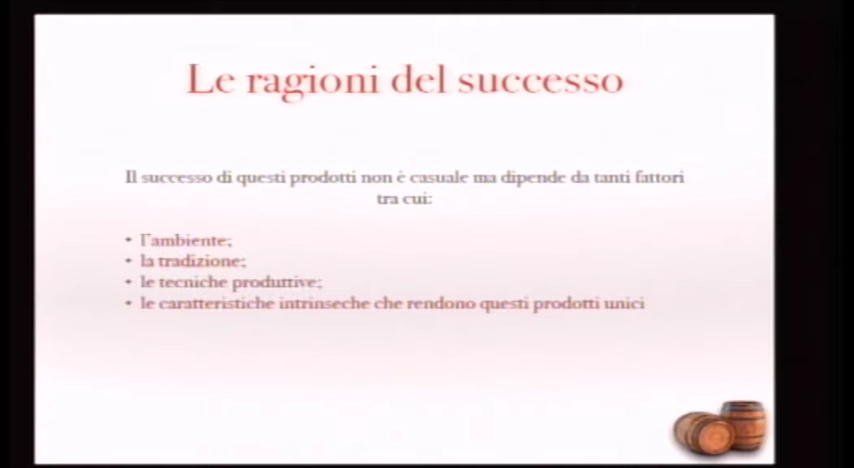 Le ragioni del successo
Il successo di questi prodotti non è casuale ma dipende da tanti fattori
tra cui:
• l'ambiente;
• la tradizione;
• le tecniche produttive;
• le caratteristiche intrinseche che rendono questi prodotti unici